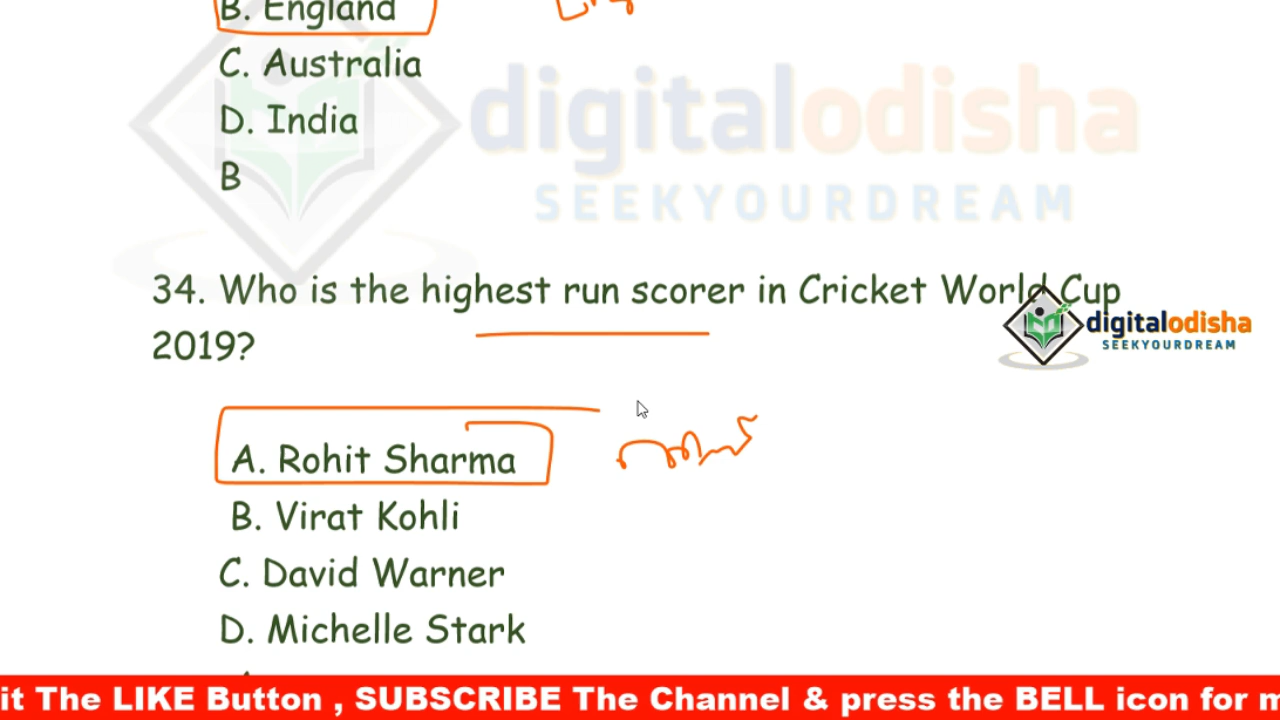 B. England
C. Australia
digitalodisha
D. India
SEEKYOURDREAM
B
34. Who is the highest run scorer in Cricket World Cup
2019?
digitalodisha
SEEKYOURDREAM
A. Rohit Sharma
B. Virat Kohli
C. David Warner
D. Michelle Stark
it The LIKE Button , SUBSCRIBE The Channel & press the BELL icon for